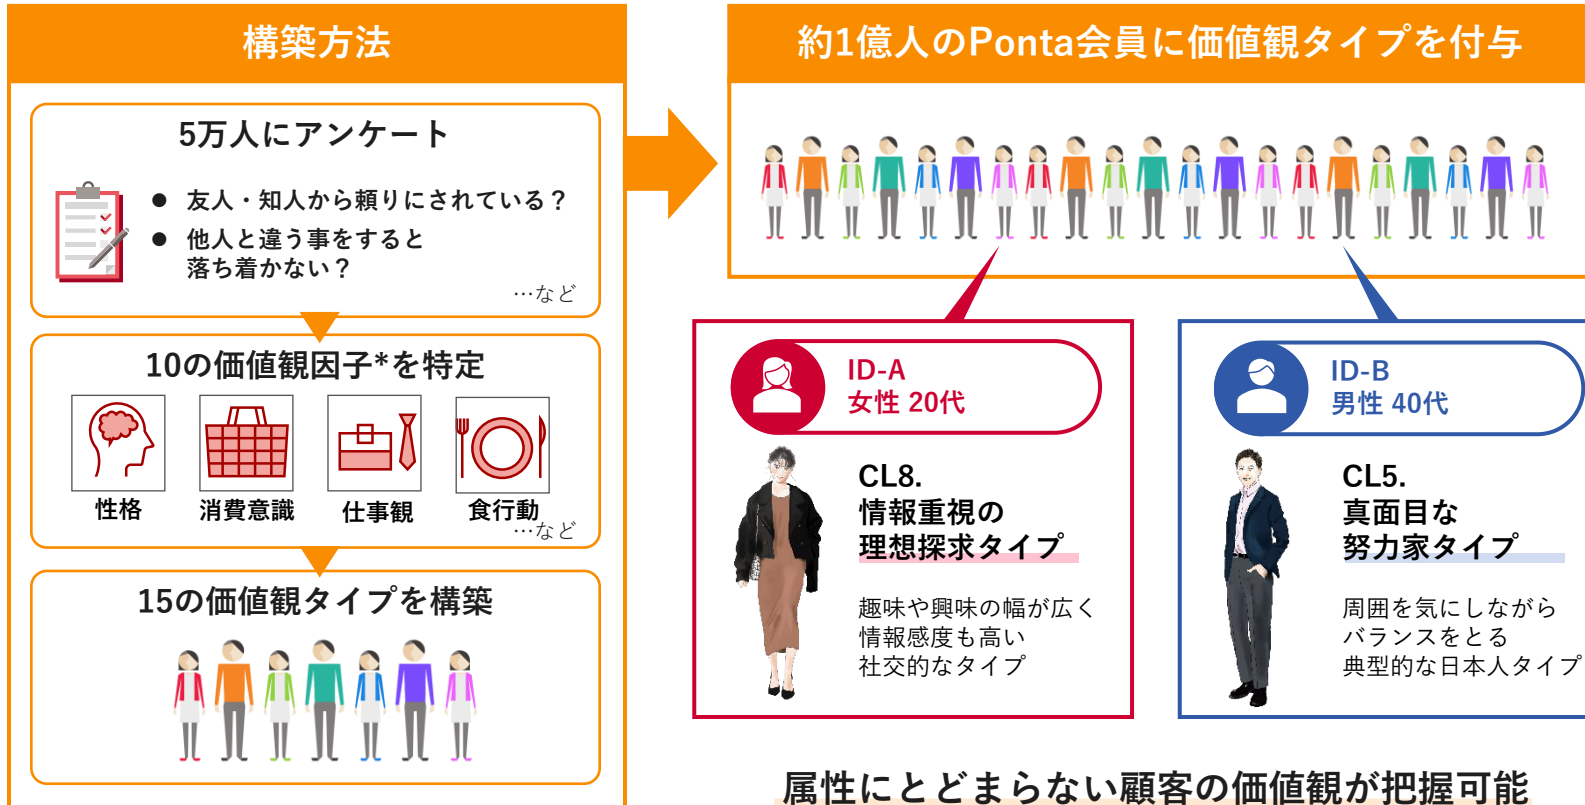 構築方法
5万人にアンケート
● 友人・知人から頼りにされている？
● 他人と違う事をすると
落ち着かない？
…など
10の価値観因子*を特定
性格 消費意識 仕事観 食行動
…など
15の価値観タイプを構築
約1億人のPonta会員に価値観タイプを付与
ID-A
女性 20代
CL8.
情報重視の
理想探求タイプ
趣味や興味の幅が広く
情報感度も高い
社交的なタイプ
ID-B
男性 40代
CL5.
真面目な
努力家タイプ
周囲を気にしながら
バランスをとる
典型的な日本人タイプ
属性にとどまらない顧客の価値観が把握可能